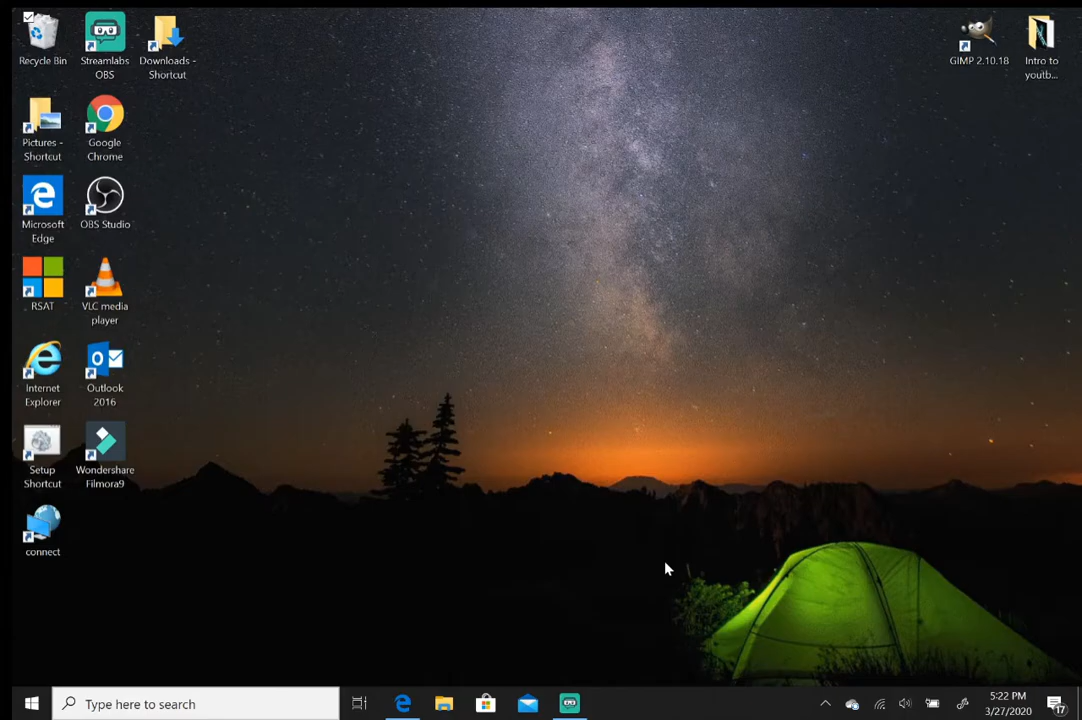 Recycle Bin
Streamlabs
OBS
Downloads -
Shortcut
GIMP 2.10.18
Intro to
youtb...
Pictures -
Shortcut
Google
Chrome
Microsoft
Edge
OBS Studio
RSAT
VLC media
player
Internet
Explorer
Outlook
2016
Setup
Shortcut
Wondershare
Filmora9
connect
Type here to search
5:22 PM
3/27/2020
17